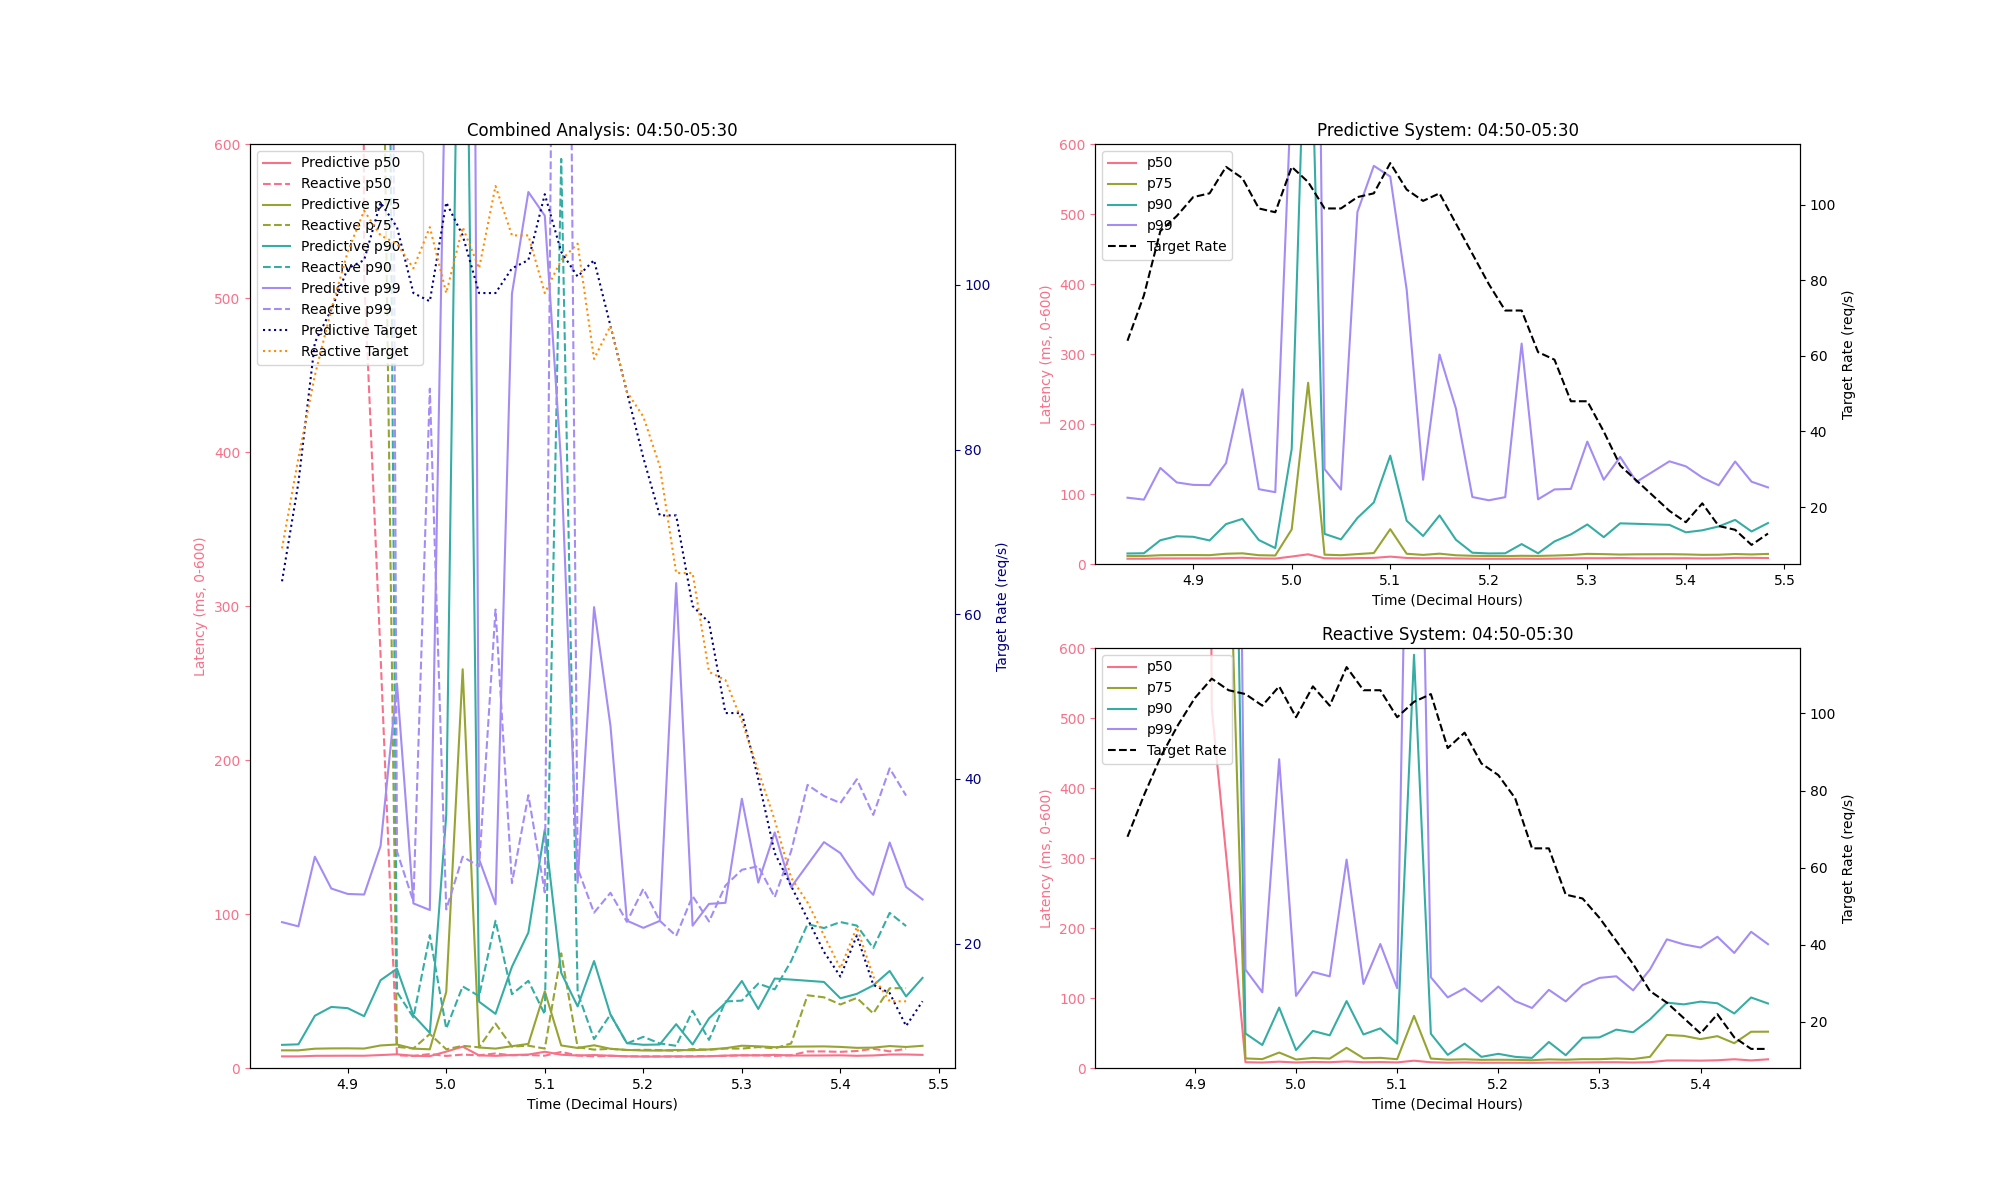 Combined Analysis: 04:50-05:30
600
500
400
300
200
100
0
Latency (ms, 0-600)
Predictive p50
Reactive p50
Predictive p75
Reactive p75
Predictive p90
Reactive p90
Predictive p99
Reactive p99
Predictive Target
Reactive Target
100
80
60
40
20
Target Rate (req/s)
4.9 5.0 5.1 5.2 5.3 5.4 5.5
Time (Decimal Hours)
Predictive System: 04:50-05:30
600
500
400
300
200
100
0
Latency (ms, 0-600)
p50
p75
p90
p99
Target Rate
100
80
60
40
20
Target Rate (req/s)
4.9 5.0 5.1 5.2 5.3 5.4 5.5
Time (Decimal Hours)
Reactive System: 04:50-05:30
600
500
400
300
200
100
0
Latency (ms, 0-600)
p50
p75
p90
p99
Target Rate
100
80
60
40
20
Target Rate (req/s)
4.9 5.0 5.1 5.2 5.3 5.4
Time (Decimal Hours)